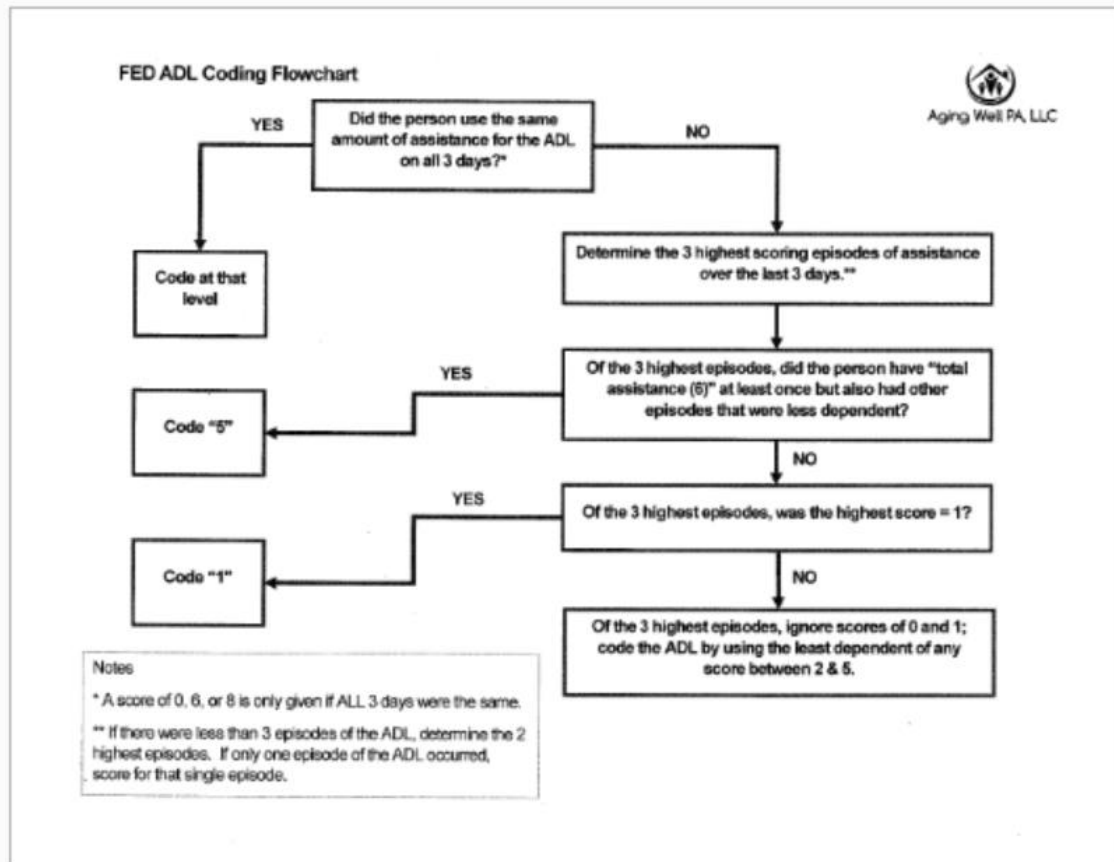 FED ADL Coding Flowchart
Aging Well PA, LLC
Did the person use the same
amount of assistance for the ADL
on all 3 days?*
YES
NO
Code at that
level
Determine the 3 highest scoring episodes of assistance
over the last 3 days.**
Of the 3 highest episodes, did the person have "total
assistance (6)" at least once but also had other
episodes that were less dependent?
YES
Code "5"
NO
Of the 3 highest episodes, was the highest score = 1?
YES
Code "1"
NO
Of the 3 highest episodes, ignore scores of 0 and 1;
code the ADL by using the least dependent of any
score between 2 & 5.
Notes
* A score of 0, 6, or 8 is only given if ALL 3 days were the same.
** If there were less than 3 episodes of the ADL, determine the 2
highest episodes. If only one episode of the ADL occurred,
score for that single episode.